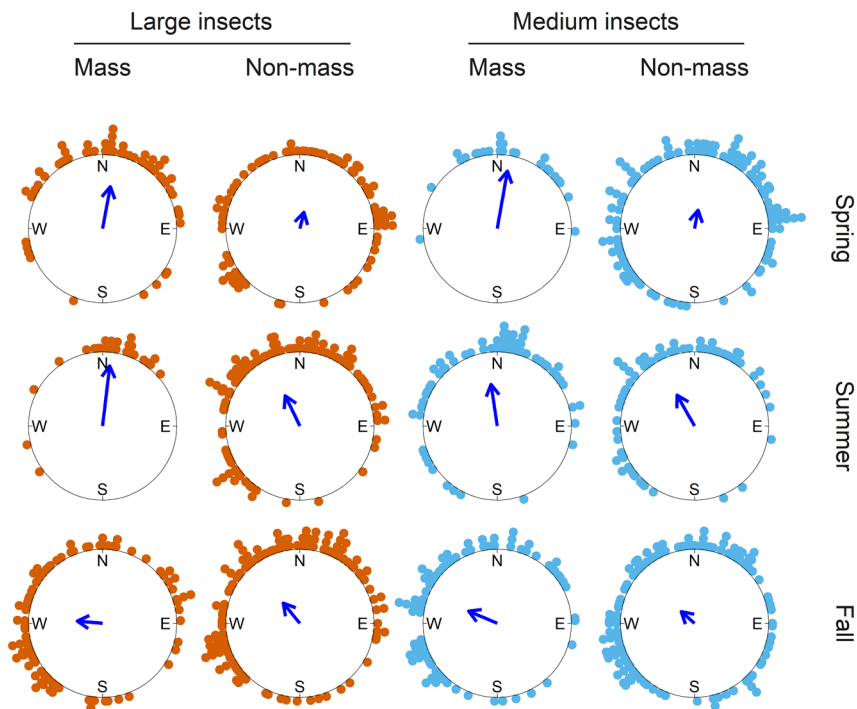 Large insects Medium insects
Mass Non-mass Mass Non-mass
N N N N
W E W E W E W E Spring
S S S S
N N N N
W E W E W E W E Summer
S S S S
N N N N
W E W E W E W E Fall
S S S S